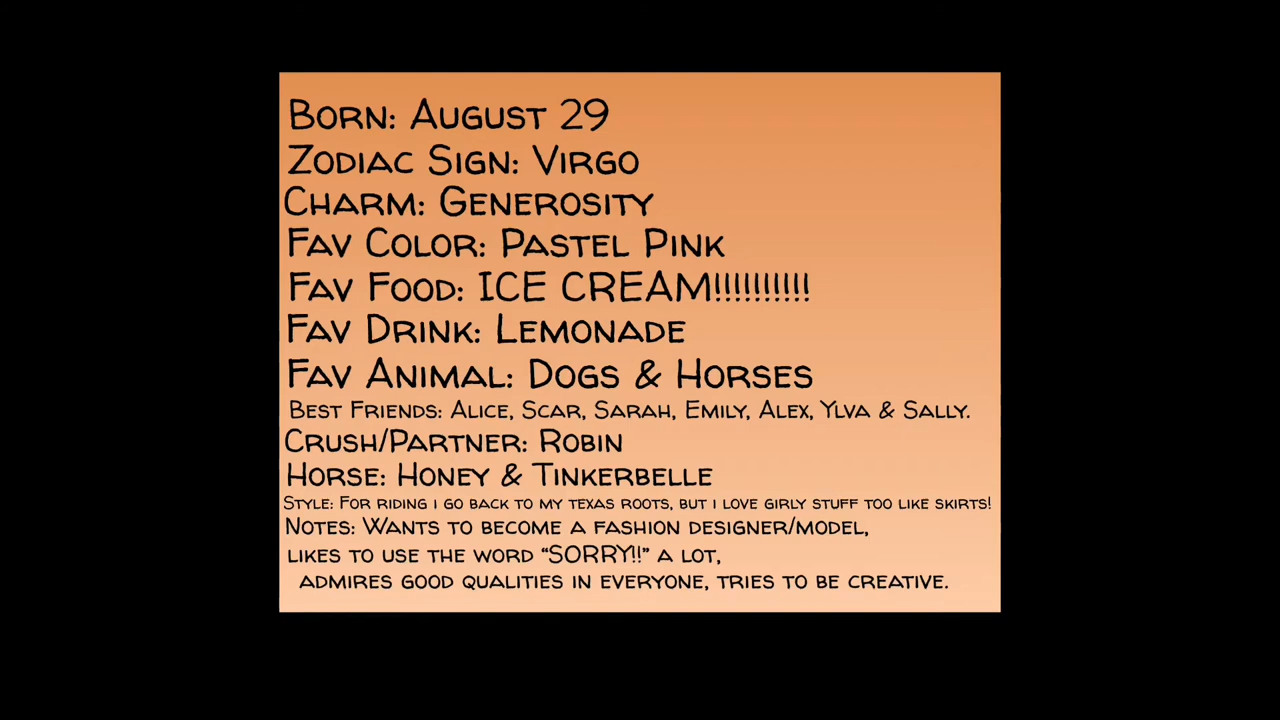 Born: August 29
Zodiac Sign: Virgo
Charm: Generosity
Fav Color: Pastel Pink
Fav Food: ICE CREAM!!!!!!!!!!
Fav Drink: Lemonade
Fav Animal: Dogs & Horses
Best Friends: Alice, Scar, Sarah, Emily, Alex, Ylva & Sally.
Crush/Partner: Robin
Horse: Honey & Tinkerbelle
Style: For riding i go back to my texas roots, but i love girly stuff too like skirts!
Notes: Wants to become a fashion designer/model,
likes to use the word “SORRY!!” a lot,
admires good qualities in everyone, tries to be creative.